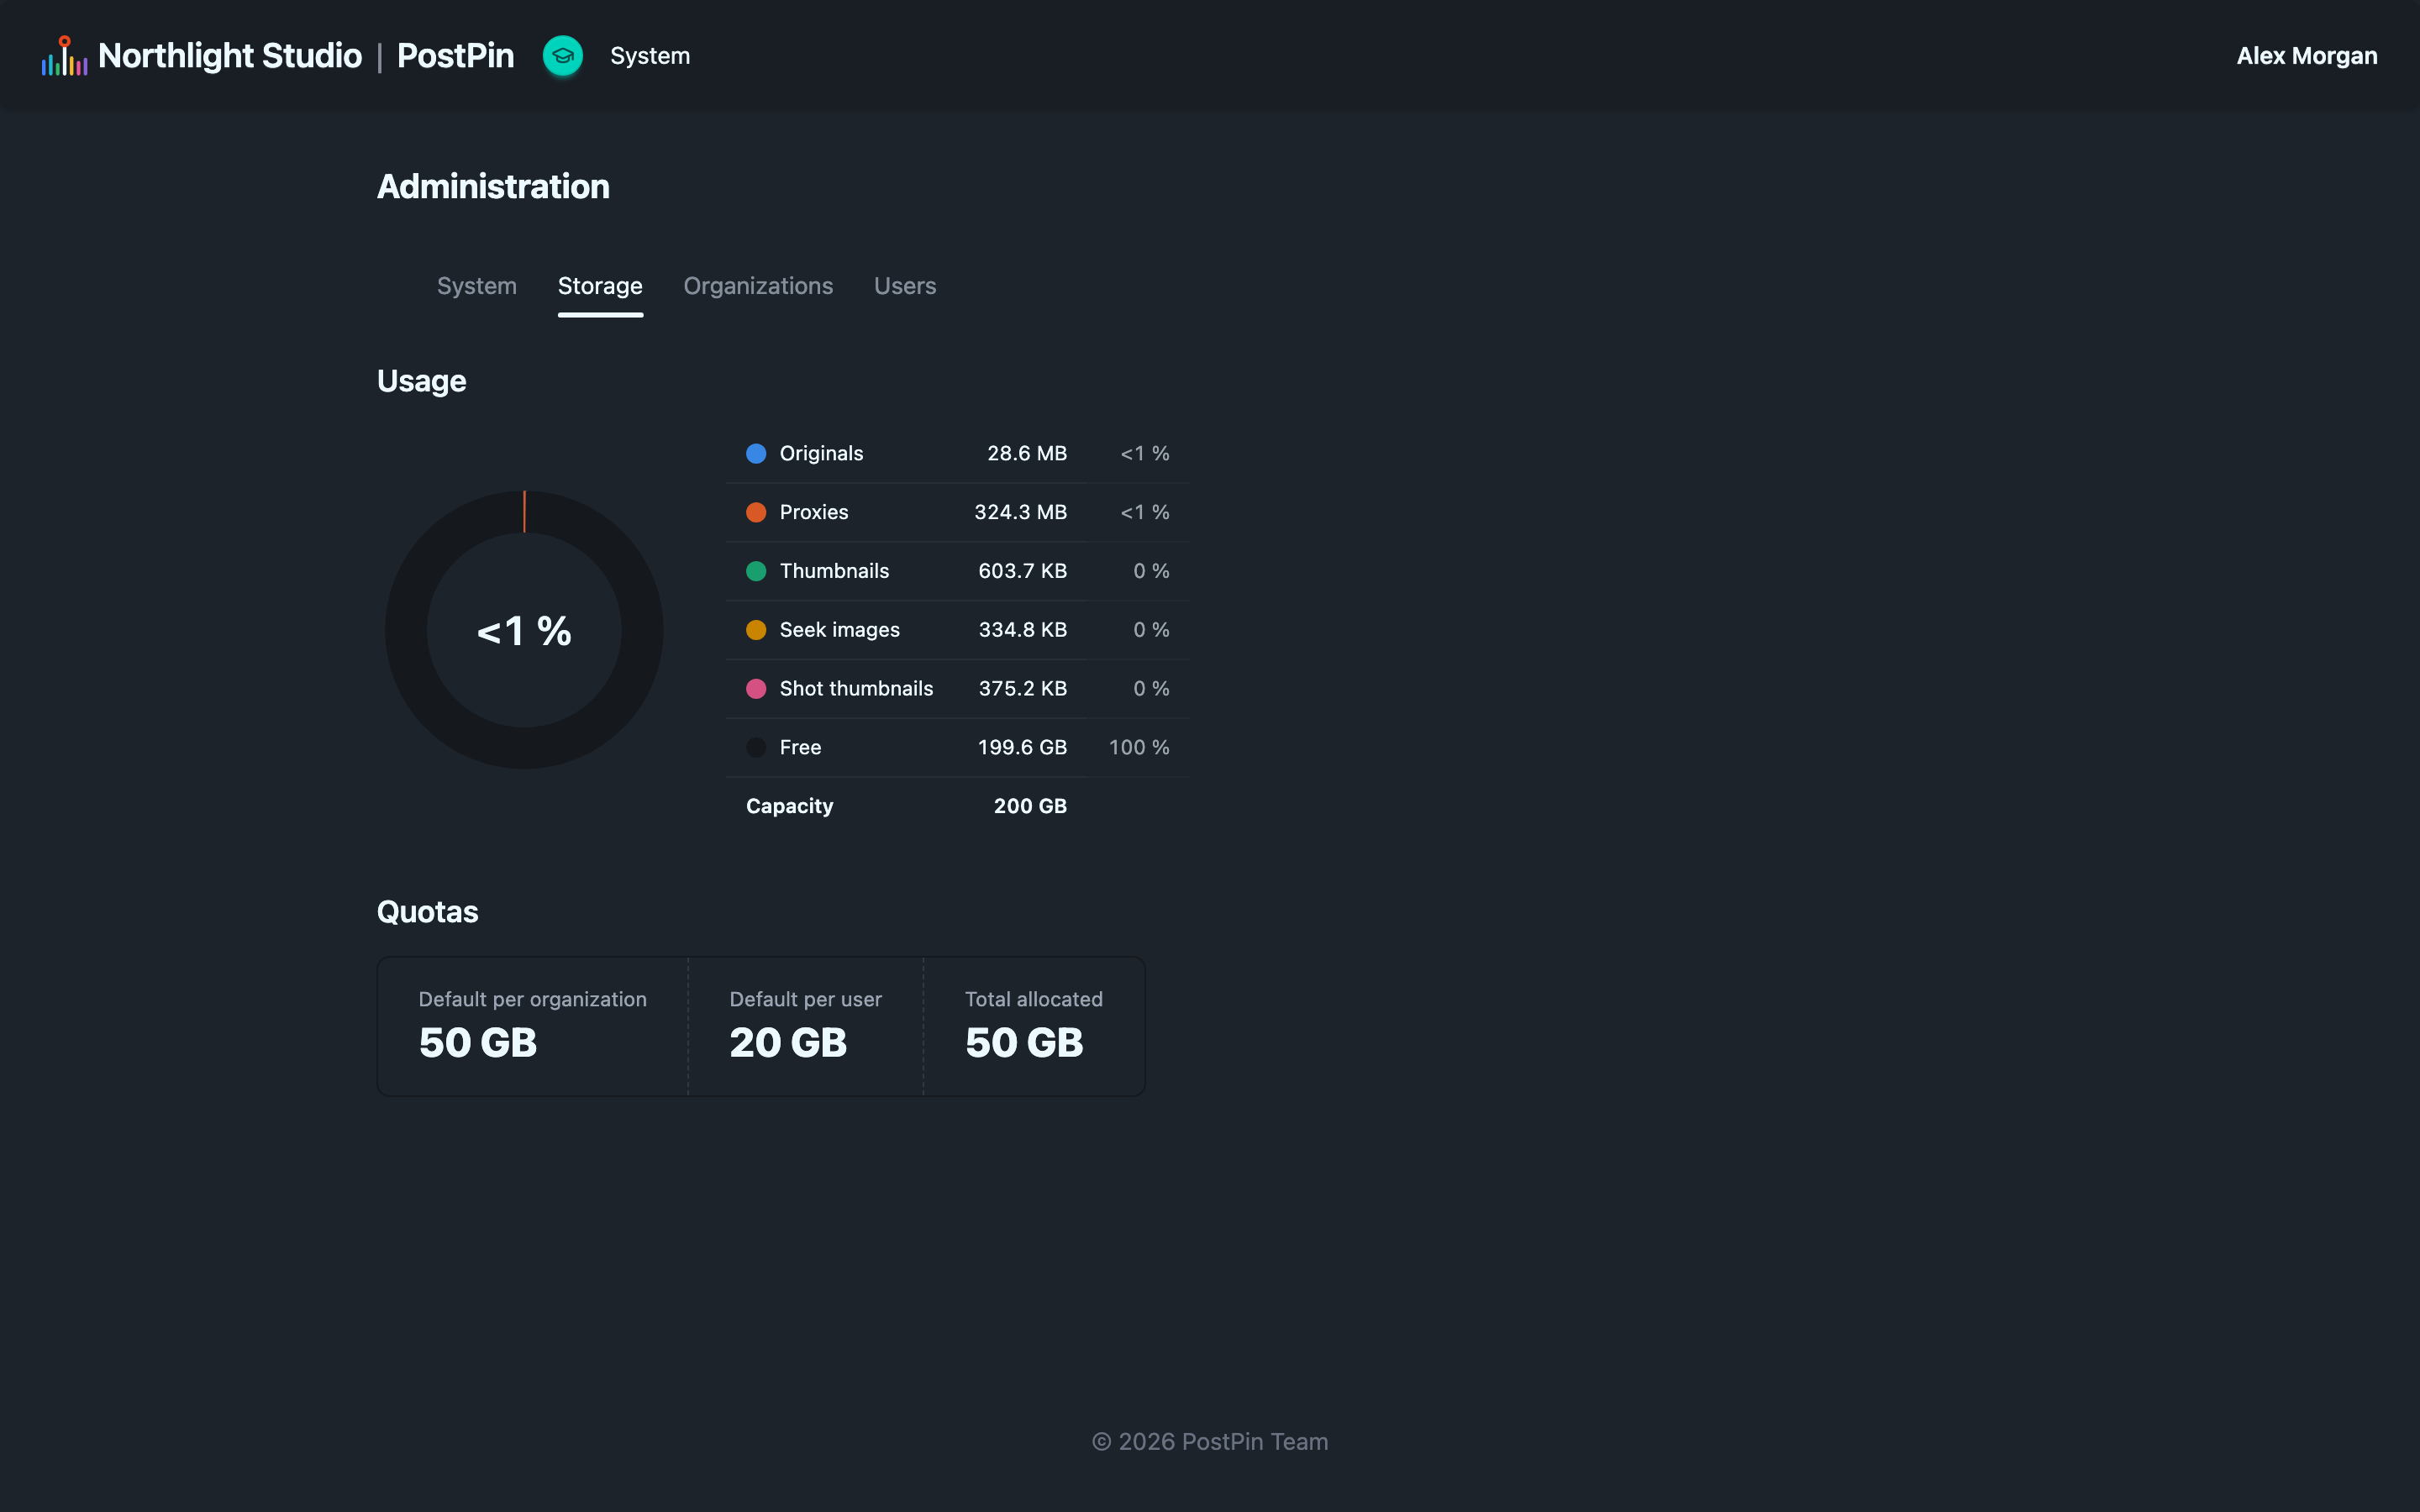 Northlight Studio | PostPin System Alex Morgan
Administration
System Storage Organizations Users
Usage
<1 %
Originals 28.6 MB <1 %
Proxies 324.3 MB <1 %
Thumbnails 603.7 KB 0 %
Seek images 334.8 KB 0 %
Shot thumbnails 375.2 KB 0 %
Free 199.6 GB 100 %
Capacity 200 GB
Quotas
Default per organization Default per user Total allocated
50 GB 20 GB 50 GB
© 2026 PostPin Team